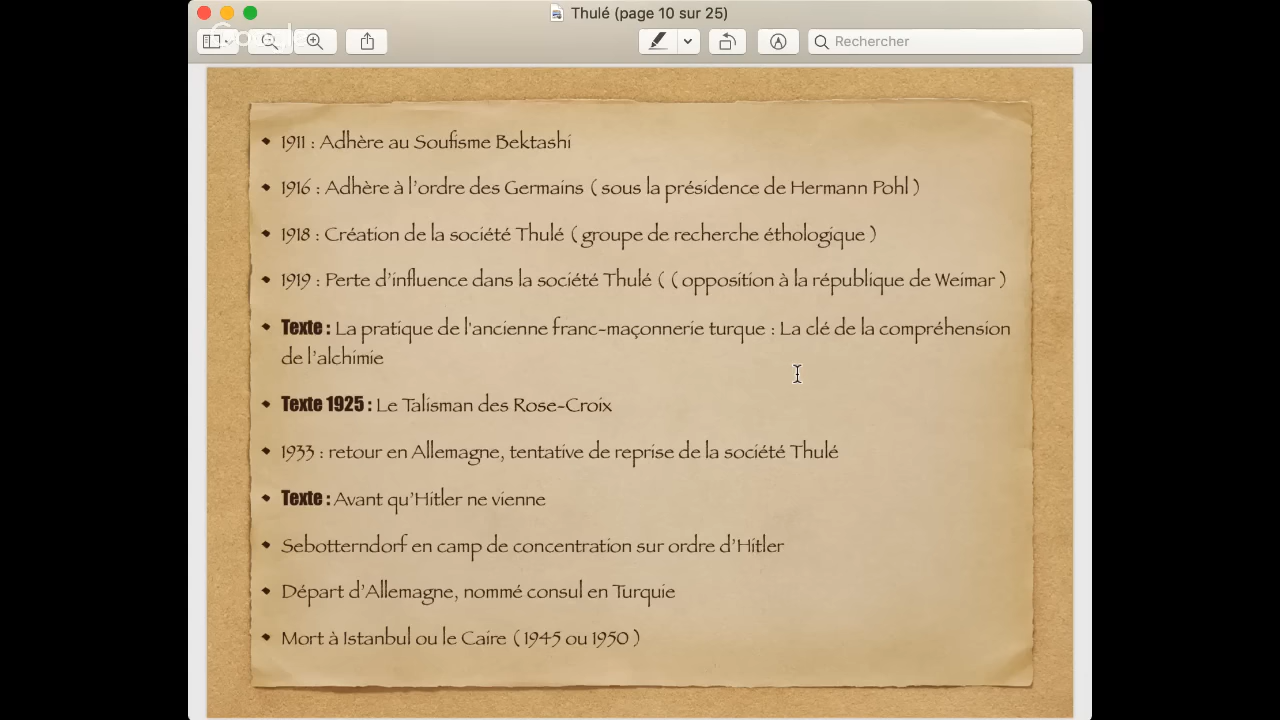 Thulé (page 10 sur 25)
Google
Rechercher
1911 : Adhère au Soufisme Bektashi
1916 : Adhère à l'ordre des Germains ( sous la présidence de Hermann Pohl )
1918 : Création de la société Thulé ( groupe de recherche éthologique )
1919 : Perte d'influence dans la société Thulé ( ( opposition à la république de Weimar )
Texte : La pratique de l'ancienne franc-maçonnerie turque : La clé de la compréhension
de l'alchimie
Texte 1925 : Le Talisman des Rose-Croix
1933 : retour en Allemagne, tentative de reprise de la société Thulé
Texte : Avant qu'Hitler ne vienne
Sebotterndorf en camp de concentration sur ordre d'Hitler
Départ d'Allemagne, nommé consul en Turquie
Mort à Istanbul ou le Caire ( 1945 ou 1950 )